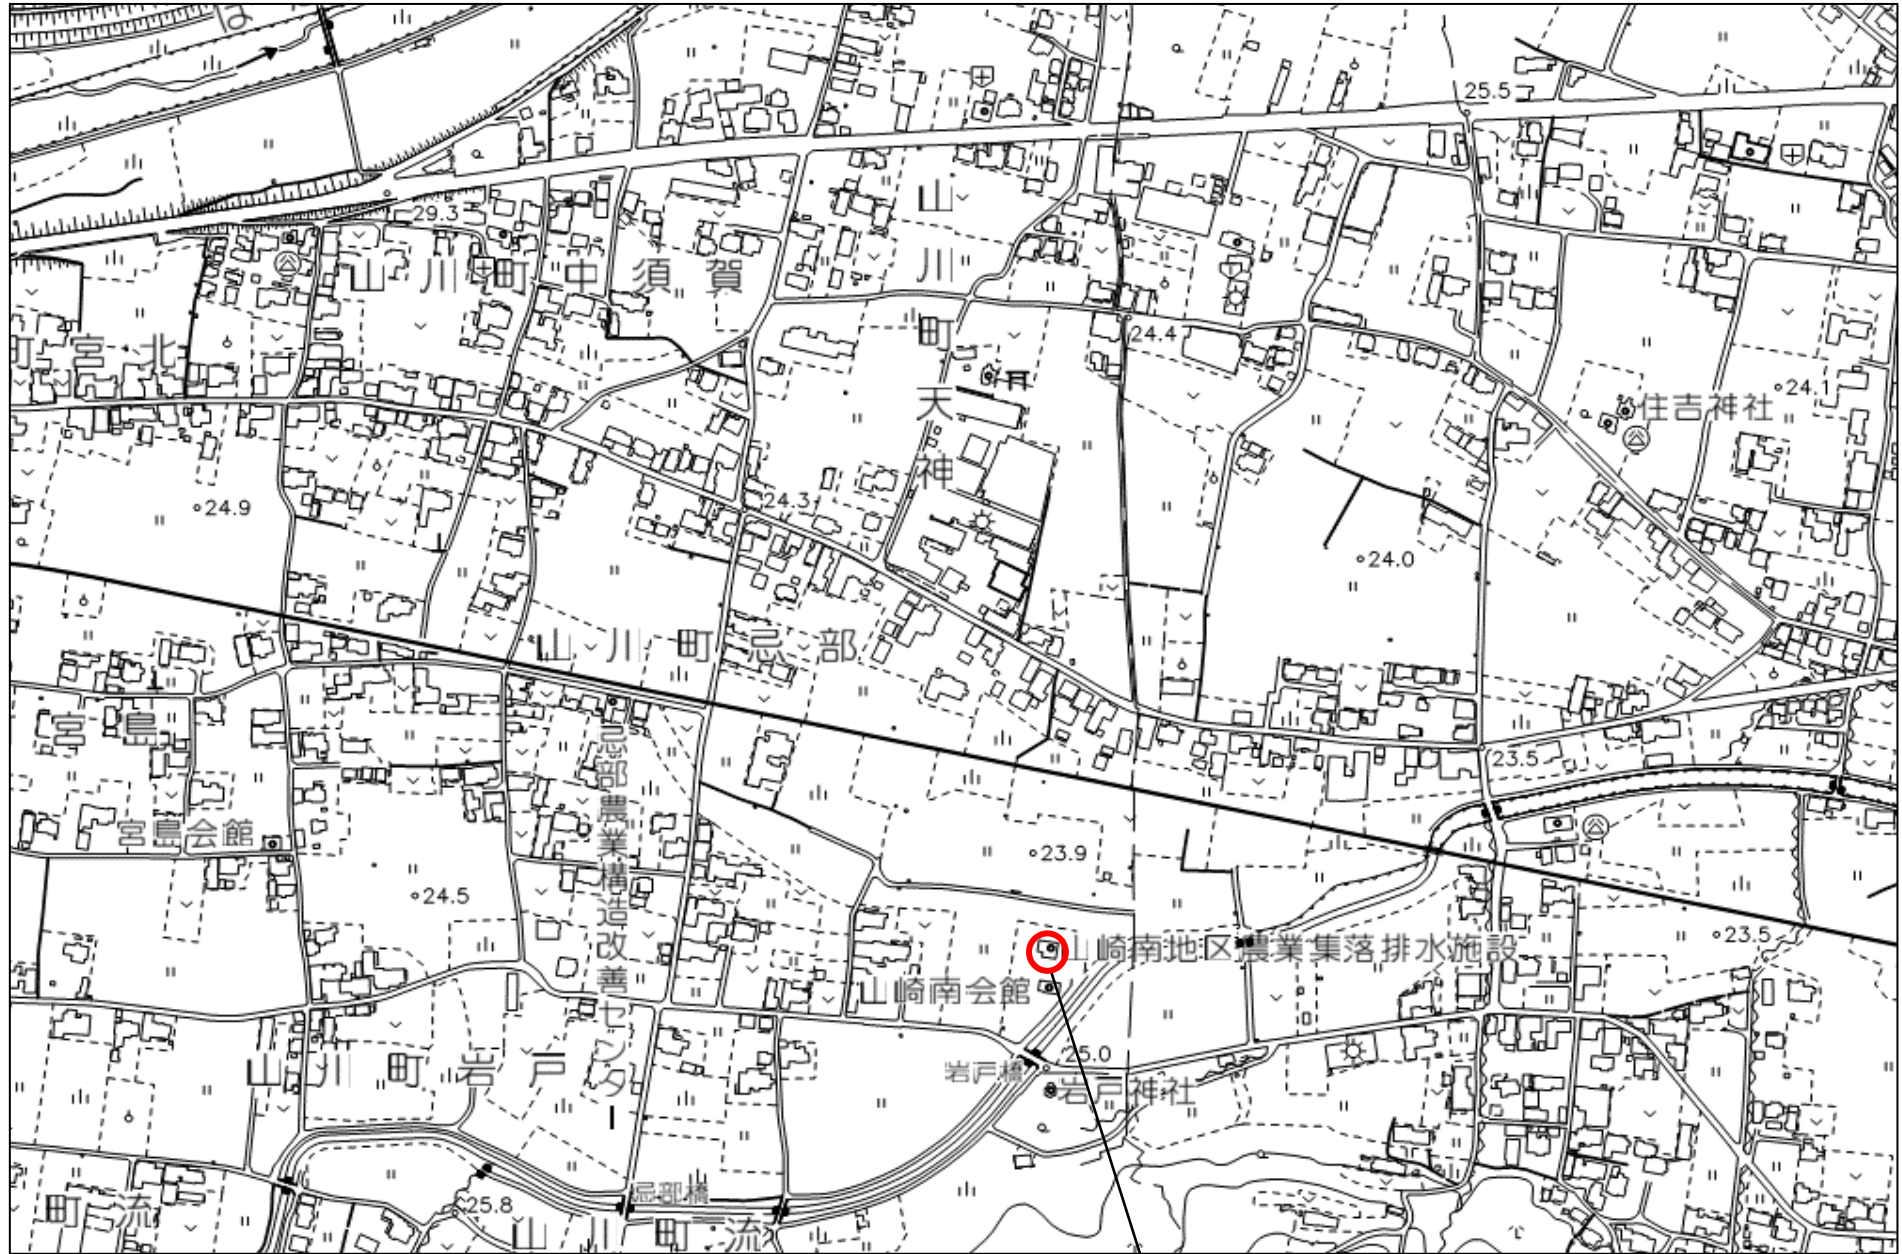 は
25.5
29.3
山川町中須賀
山川町天神
町宮北
24.4
24.1
住吉神社
24.9
24.3
24.0
山川町忌部
宮島
忌部農業構造改善センター
23.5
宮島会館
23.9
24.5
23.5
山崎南地区農業集落排水施設
山崎南会館
25.0
岩戸橋
岩戸神社
山川町岩戸
忌部橋
25.8
町流
山川町流